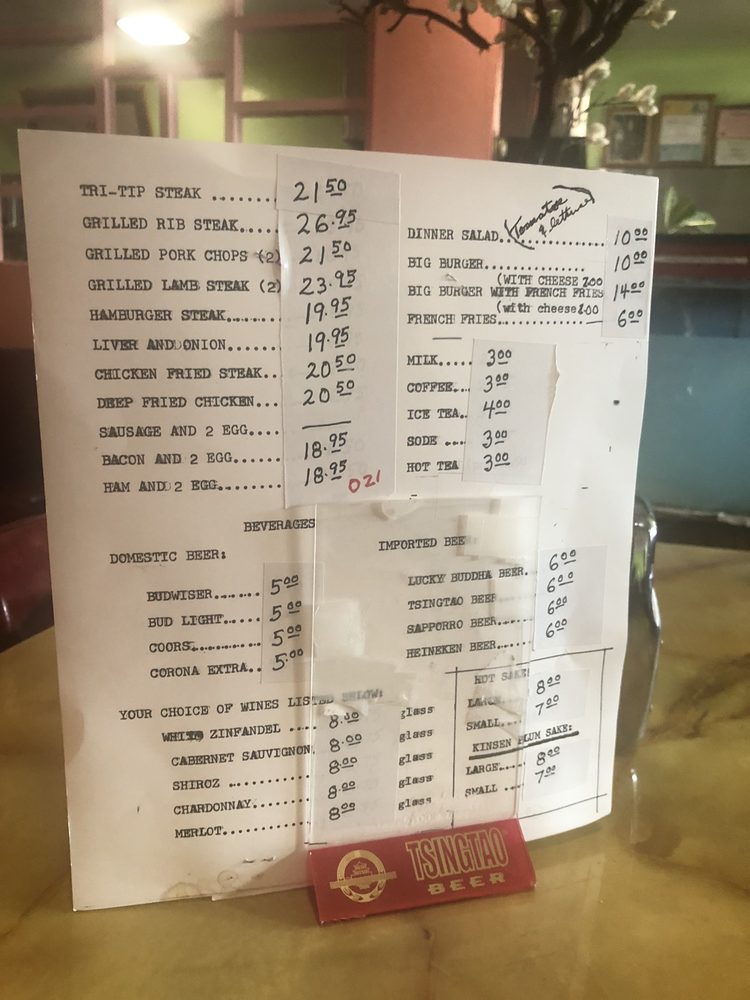 TRI-TIP STEAK ....... 21 50
GRILLED RIB STEAK..... 26.95
GRILLED PORK CHOPS (2) 21 50
GRILLED LAMB STEAK (2) 23.95
HAMBURGER STEAK....... 19.95
LIVER AND ONION....... 19.95
CHICKEN FRIED STEAK.. 20 50
DEEP FRIED CHICKEN... 20 50
SAUSAGE AND 2 EGG....
BACON AND 2 EGG...... 18.95
HAM AND 2 EGG........ 18.95
021
tomatoe
& lettuce
DINNER SALAD............... 10 00
BIG BURGER............. 10 00
(WITH CHEESE 2.00
BIG BURGER WITH FRENCH FRIES 14 00
(with cheese 2.00
FRENCH FRIES............ 6 00
MILK..... 3 00
COFFEE... 3 00
ICE TEA.. 4 00
SODE .... 3 00
HOT TEA 3 00
BEVERAGES
DOMESTIC BEER:
BUDWISER...... 5 00
BUD LIGHT..... 5 00
COORS......... 5 00
CORONA EXTRA.. 5.00
IMPORTED BEE
LUCKY BUDDHA BEER. 6 00
TSINGTAO BEER 6 00
SAPPORRO BEER..... 6 00
HEINEKEN BEER..... 6 00
YOUR CHOICE OF WINES LISTED BELOW:
WHITE ZINFANDEL .... 8.00 glass
CABERNET SAUVIGNON 8.00 glass
SHIROZ .......... 8.00 glass
CHARDONNAY....... 8.00 glass
MERLOT........... 8 00 glass
HOT SAKE:
LARGE.... 8 00
SMALL.... 7 00
KINSEN PLUM SAKE:
LARGE.... 8 00
SMALL .... 7 00
TSINGTAO
BEER